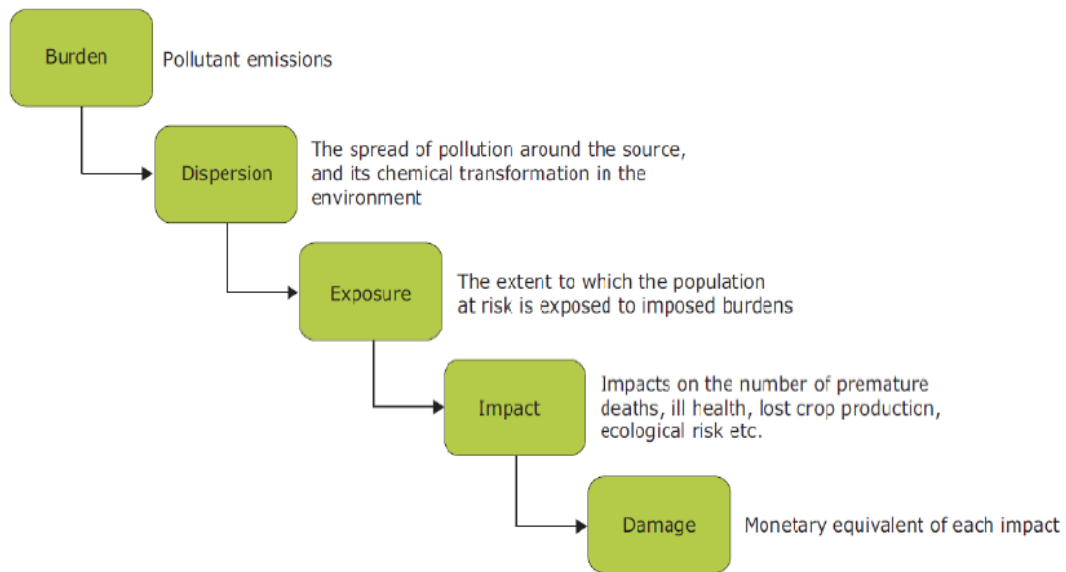 Burden
Pollutant emissions
Dispersion
The spread of pollution around the source,
and its chemical transformation in the
environment
Exposure
The extent to which the population
at risk is exposed to imposed burdens
Impact
Impacts on the number of premature
deaths, ill health, lost crop production,
ecological risk etc.
Damage
Monetary equivalent of each impact